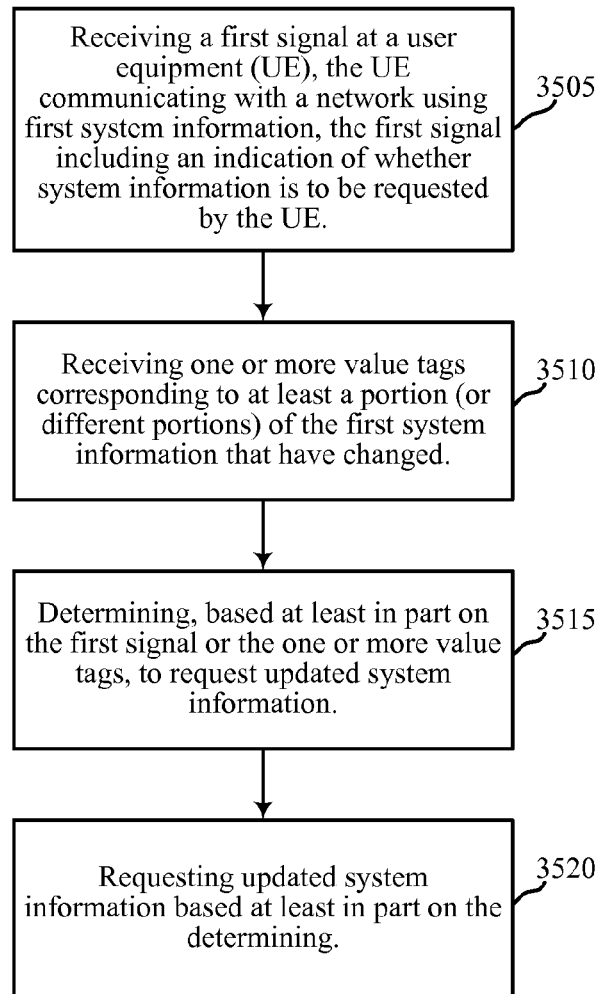 Receiving a first signal at a user
equipment (UE), the UE
communicating with a network using
first system information, the first signal
including an indication of whether
system information is to be requested
by the UE.
3505
Receiving one or more value tags
corresponding to at least a portion (or
different portions) of the first system
information that have changed.
3510
Determining, based at least in part on
the first signal or the one or more value
tags, to request updated system
information.
3515
Requesting updated system
information based at least in part on the
determining.
3520